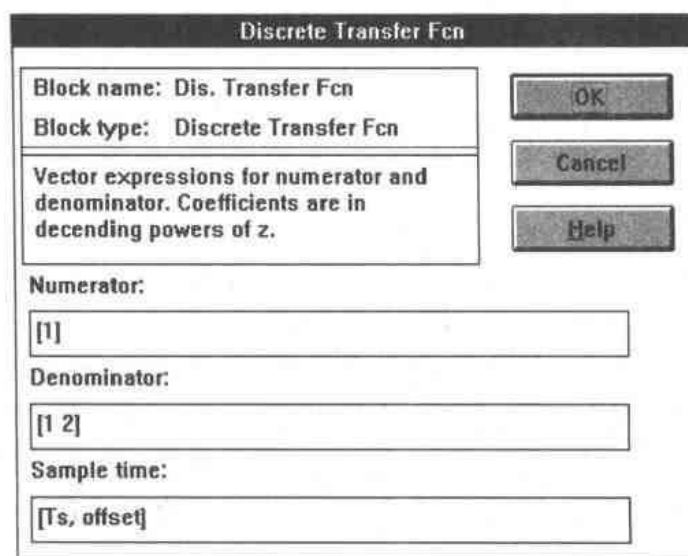 Discrete Transfer Fcn
Block name: Dis. Transfer Fcn
Block type: Discrete Transfer Fcn
Vector expressions for numerator and
denominator. Coefficients are in
decending powers of z.
OK
Cancel
Help
Numerator:
[1]
Denominator:
[1 2]
Sample time:
[Ts, offset]